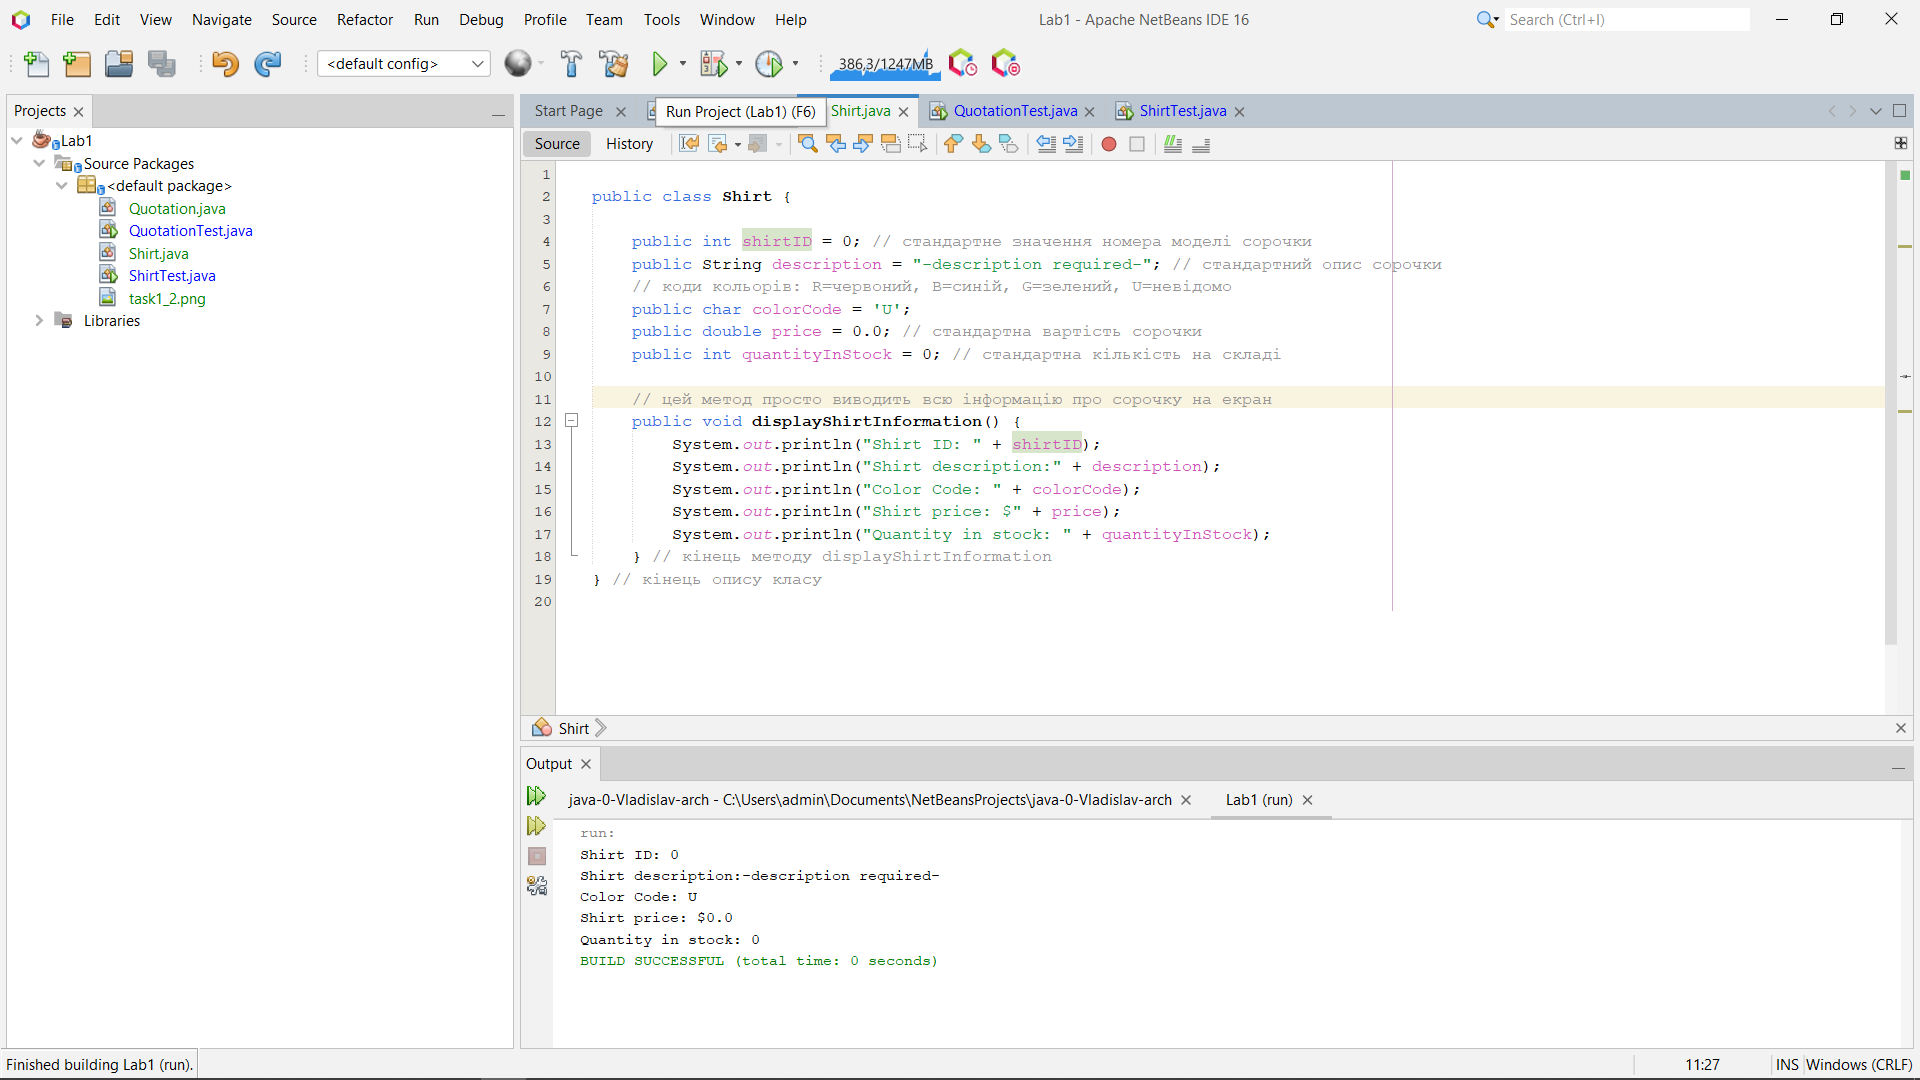 File Edit View Navigate Source Refactor Run Debug Profile Team Tools Window Help
Lab1 - Apache NetBeans IDE 16
Search (Ctrl+I)
<default config>
386,3/1247MB
Projects
Start Page
Run Project (Lab1) (F6)
Shirt.java
QuotationTest.java
ShirtTest.java
Source History
Lab1
Source Packages
<default package>
Quotation.java
QuotationTest.java
Shirt.java
ShirtTest.java
task1_2.png
Libraries
1
2 public class Shirt {
3
4 public int shirtID = 0; // стандартне значення номера моделі сорочки
5 public String description = "-description required-"; // стандартний опис сорочки
6 // коди кольорів: R=червоний, B=синій, G=зелений, U=невідомо
7 public char colorCode = 'U';
8 public double price = 0.0; // стандартна вартість сорочки
9 public int quantityInStock = 0; // стандартна кількість на складі
10
11 // цей метод просто виводить всю інформацію про сорочку на екран
12 public void displayShirtInformation() {
13 System.out.println("Shirt ID: " + shirtID);
14 System.out.println("Shirt description:" + description);
15 System.out.println("Color Code: " + colorCode);
16 System.out.println("Shirt price: $" + price);
17 System.out.println("Quantity in stock: " + quantityInStock);
18 } // кінець методу displayShirtInformation
19 } // кінець опису класу
20
Shirt
Output
java-0-Vladislav-arch - C:\Users\admin\Documents\NetBeansProjects\java-0-Vladislav-arch
Lab1 (run)
run:
Shirt ID: 0
Shirt description:-description required-
Color Code: U
Shirt price: $0.0
Quantity in stock: 0
BUILD SUCCESSFUL (total time: 0 seconds)
Finished building Lab1 (run).
11:27
INS
Windows (CRLF)